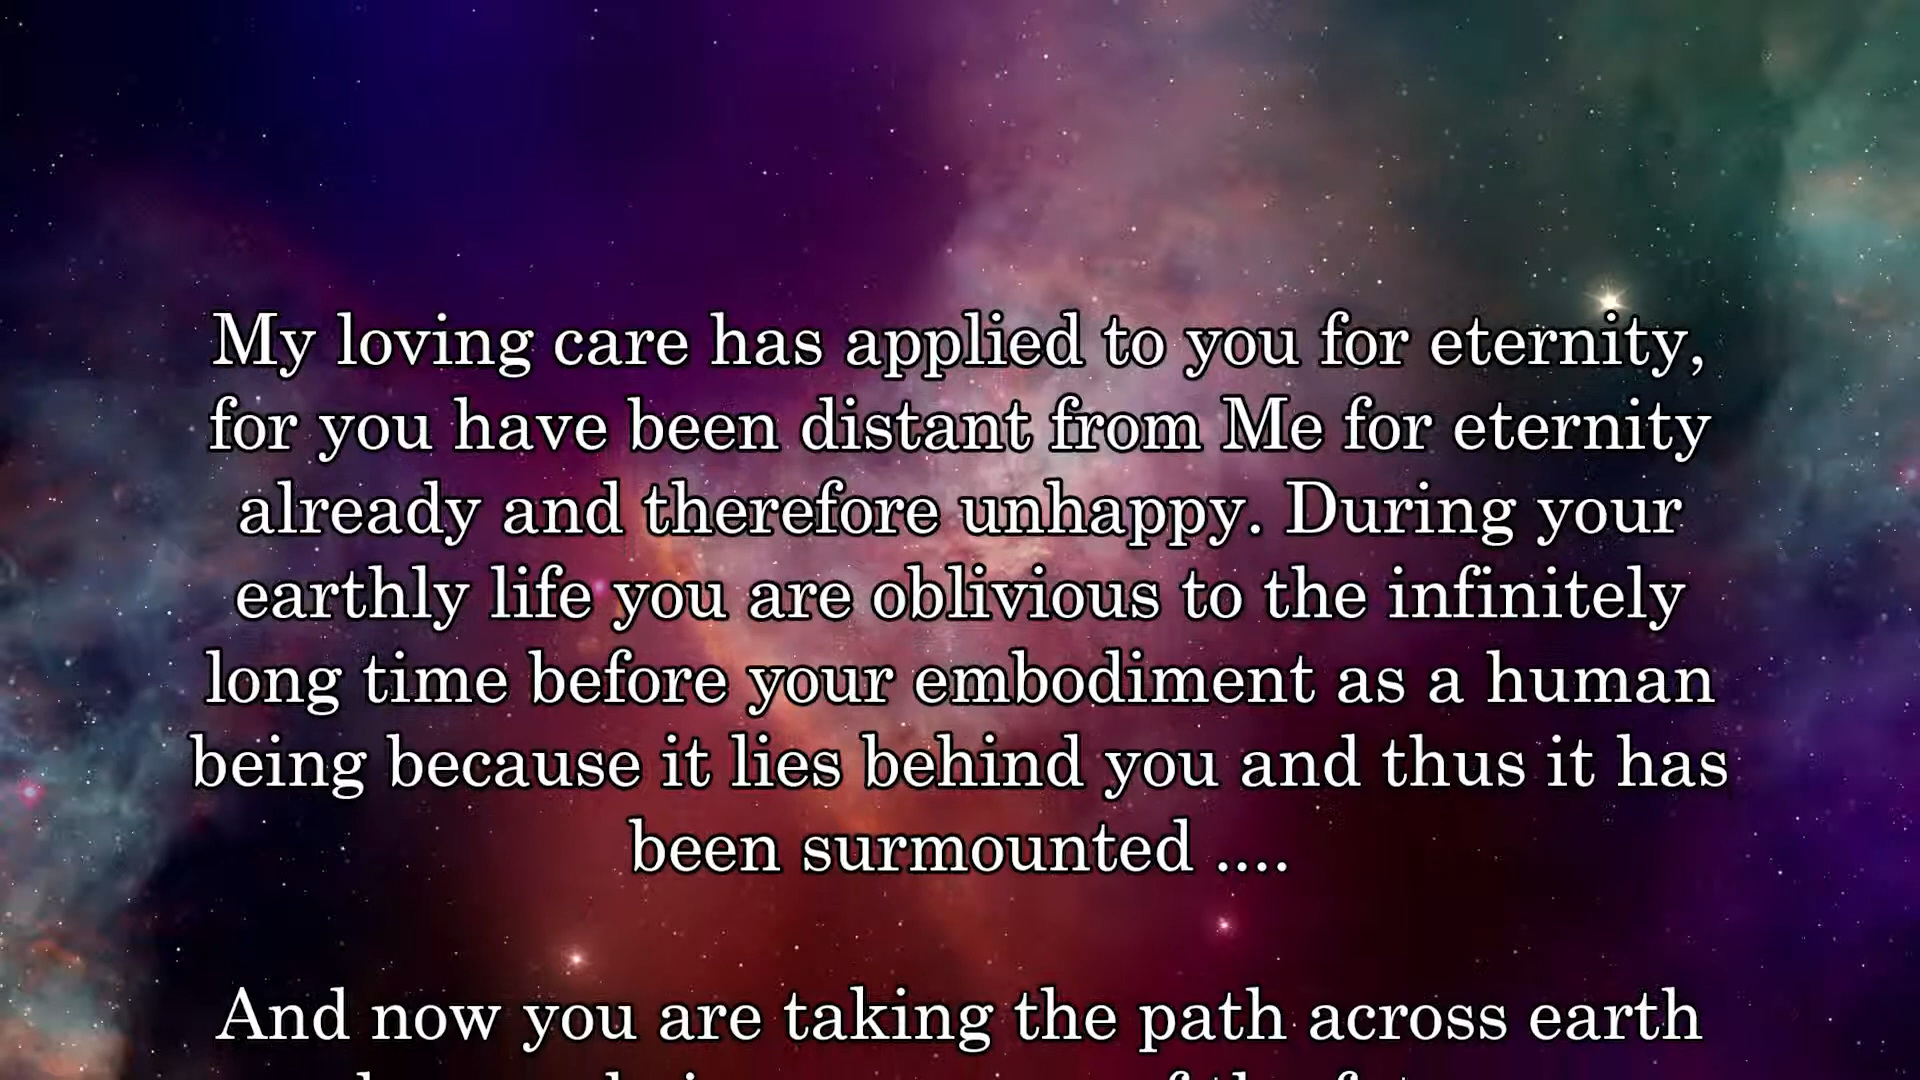 My loving care has applied to you for eternity,
for you have been distant from Me for eternity
already and therefore unhappy. During your
earthly life you are oblivious to the infinitely
long time before your embodiment as a human
being because it lies behind you and thus it has
been surmounted ....
And now you are taking the path across earth